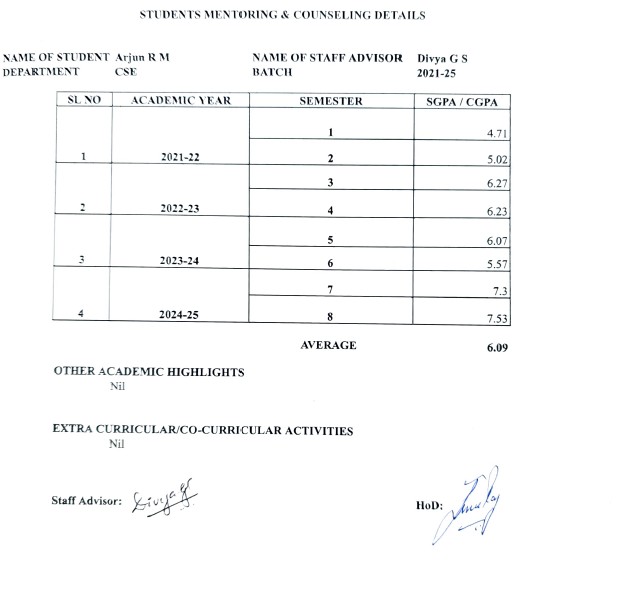 STUDENTS MENTORING & COUNSELING DETAILS
NAME OF STUDENT Arjun R M NAME OF STAFF ADVISOR Divya G S
DEPARTMENT CSE BATCH 2021-25
SL NO ACADEMIC YEAR SEMESTER SGPA / CGPA
1 4.71
1 2021-22 2 5.02
3 6.27
2 2022-23 4 6.23
5 6.07
3 2023-24 6 5.57
7 7.3
4 2024-25 8 7.53
AVERAGE 6.09
OTHER ACADEMIC HIGHLIGHTS
Nil
EXTRA CURRICULAR/CO-CURRICULAR ACTIVITIES
Nil
Staff Advisor: Divya G S HoD: